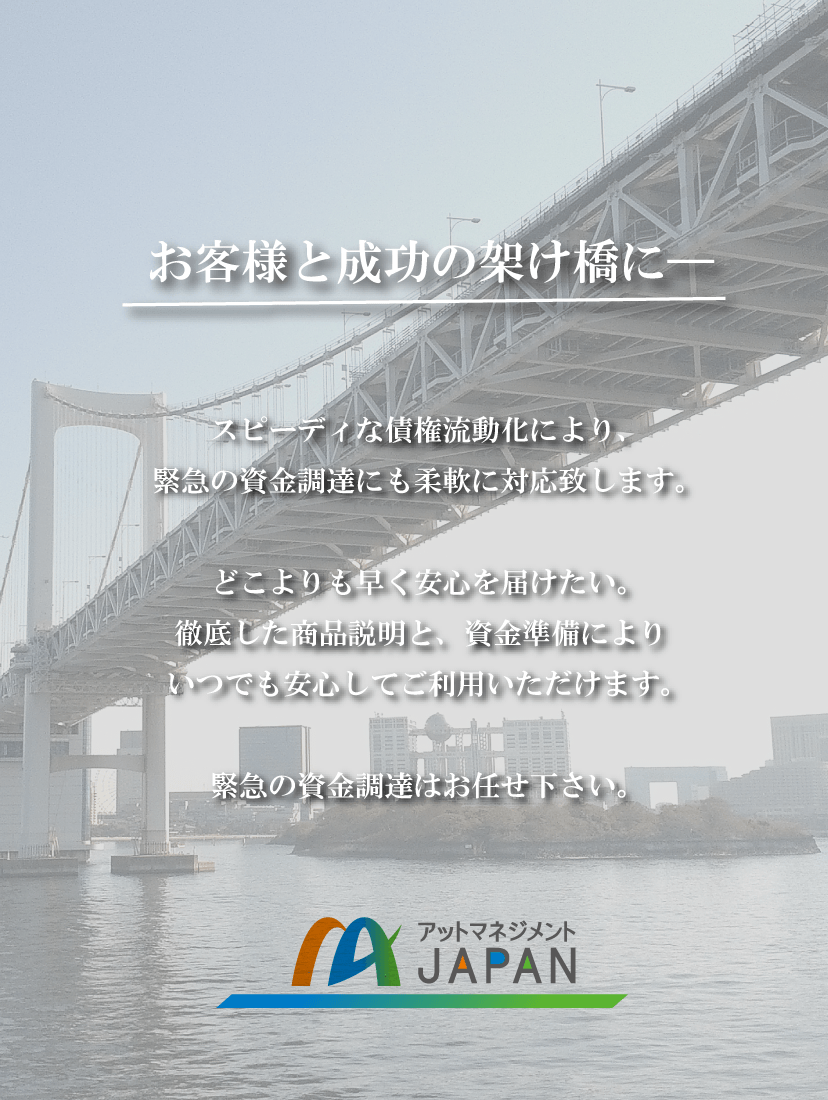 お客様と成功の架け橋に―
スピーディな債権流動化により、
緊急の資金調達にも柔軟に対応致します。
どこよりも早く安心を届けたい。
徹底した商品説明と、資金準備により
いつでも安心してご利用いただけます。
緊急の資金調達はお任せ下さい。
アットマネジメント
JAPAN